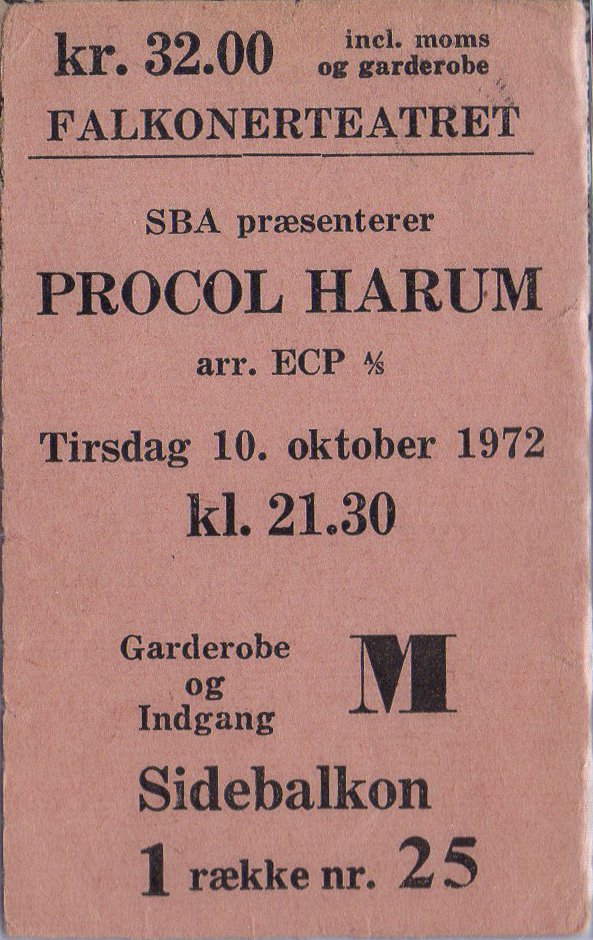 kr. 32.00 incl. moms
og garderobe
FALKONERTEATRET
SBA præsenterer
PROCOL HARUM
arr. ECP A/S
Tirsdag 10. oktober 1972
kl. 21.30
Garderobe
og
Indgang
M
Sidebalkon
1 række nr. 25